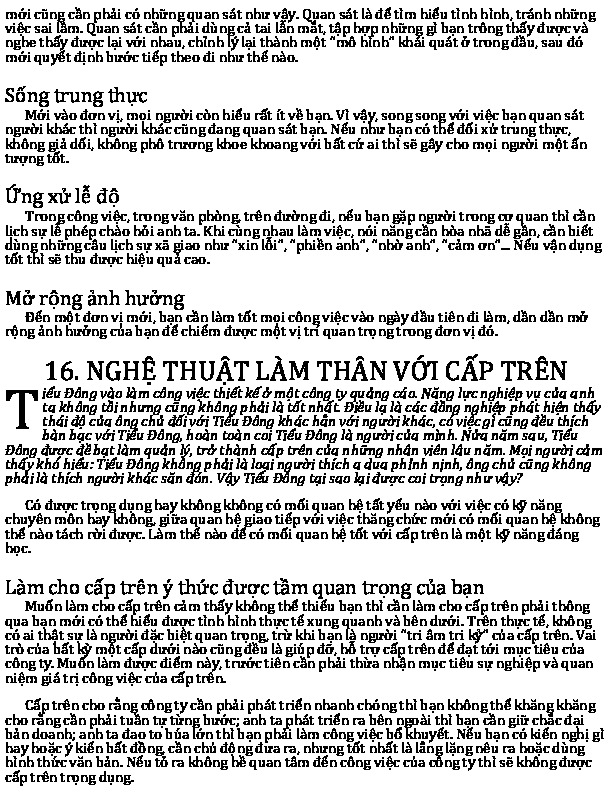 mới cũng cần phải có những quan sát như vậy. Quan sát là để tìm hiểu tình hình, tránh những
việc sai lầm. Quan sát cần phải dùng cả tai lẫn mắt, tập hợp những gì bạn trông thấy được và
nghe thấy được lại với nhau, chỉnh lý lại thành một "mô hình" khái quát ở trong đầu, sau đó
mới quyết định bước tiếp theo đi như thế nào.
Sống trung thực
Mới vào đơn vị, mọi người còn hiểu rất ít về bạn. Vì vậy, song song với việc bạn quan sát
người khác thì người khác cũng đang quan sát bạn. Nếu như bạn có thể đối xử trung thực,
không giả dối, không phô trương khoe khoang với bất cứ ai thì sẽ gây cho mọi người một ấn
tượng tốt.
Ứng xử lễ độ
Trong công việc, trong văn phòng, trên đường đi, nếu bạn gặp người trong cơ quan thì cần
lịch sự lễ phép chào hỏi anh ta. Khi cùng nhau làm việc, nói năng cần hòa nhã dễ gần, cần biết
dùng những câu lịch sự xã giao như "xin lỗi", "phiền anh", "nhờ anh", "cảm ơn"... Nếu vận dụng
tốt thì sẽ thu được hiệu quả cao.
Mở rộng ảnh hưởng
Đến một đơn vị mới, bạn cần làm tốt mọi công việc vào ngày đầu tiên đi làm, dần dần mở
rộng ảnh hưởng của bạn để chiếm được một vị trí quan trọng trong đơn vị đó.
16. NGHỆ THUẬT LÀM THÂN VỚI CẤP TRÊN
Tiểu Đông vào làm công việc thiết kế ở một công ty quảng cáo. Năng lực nghiệp vụ của anh
ta không tồi nhưng cũng không phải là tốt nhất. Điều lạ là các đồng nghiệp phát hiện thấy
thái độ của ông chủ đối với Tiểu Đông khác hẳn với người khác, có việc gì cũng đều thích
bàn bạc với Tiểu Đông, hoàn toàn coi Tiểu Đông là người của mình. Nửa năm sau, Tiểu
Đông được đề bạt làm quản lý, trở thành cấp trên của những nhân viên lâu năm. Mọi người cảm
thấy khó hiểu: Tiểu Đông không phải là loại người thích a dua phỉnh nịnh, ông chủ cũng không
phải là thích người khác săn đón. Vậy Tiểu Đông tại sao lại được coi trọng như vậy?
Có được trọng dụng hay không không có mối quan hệ tất yếu nào với việc có kỹ năng
chuyên môn hay không, giữa quan hệ giao tiếp với việc thăng chức mới có mối quan hệ không
thể nào tách rời được. Làm thế nào để có mối quan hệ tốt với cấp trên là một kỹ năng đáng
học.
Làm cho cấp trên ý thức được tầm quan trọng của bạn
Muốn làm cho cấp trên cảm thấy không thể thiếu bạn thì cần làm cho cấp trên phải thông
qua bạn mới có thể hiểu được tình hình thực tế xung quanh và bên dưới. Trên thực tế, không
có ai thật sự là người đặc biệt quan trọng, trừ khi bạn là người "tri âm tri kỷ" của cấp trên. Vai
trò của bất kỳ một cấp dưới nào cũng đều là giúp đỡ, hỗ trợ cấp trên để đạt tới mục tiêu của
công ty. Muốn làm được điểm này, trước tiên cần phải thừa nhận mục tiêu sự nghiệp và quan
niệm giá trị công việc của cấp trên.
Cấp trên cho rằng công ty cần phải phát triển nhanh chóng thì bạn không thể khăng khăng
cho rằng cần phải tuần tự từng bước; anh ta phát triển ra bên ngoài thì bạn cần giữ chắc đại
bản doanh; anh ta đao to búa lớn thì bạn phải làm công việc bổ khuyết. Nếu bạn có kiến nghị gì
hay hoặc ý kiến bất đồng, cần chủ động đưa ra, nhưng tốt nhất là lẳng lặng nêu ra hoặc dùng
hình thức văn bản. Nếu tỏ ra không hề quan tâm đến công việc của công ty thì sẽ không được
cấp trên trọng dụng.